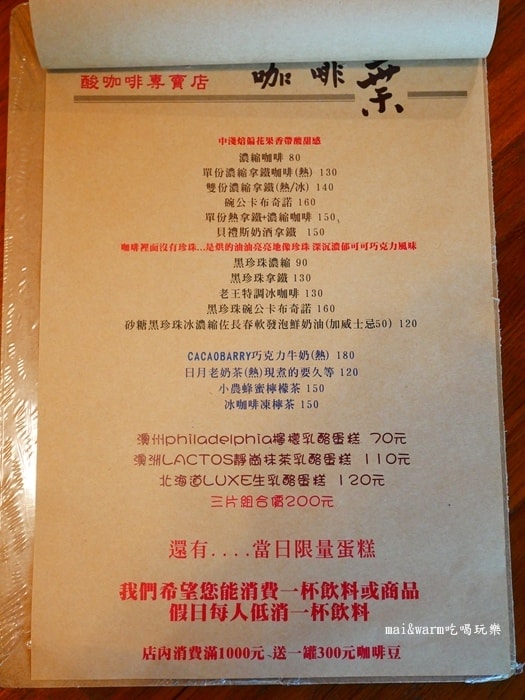 酸咖啡專賣店
咖啡葉
中淺焙偏花果香帶酸甜感
濃縮咖啡 80
單份濃縮拿鐵咖啡(熱) 130
雙份濃縮拿鐵(熱/冰) 140
碗公卡布奇諾 160
單份熱拿鐵+濃縮咖啡 150
貝禮斯奶酒拿鐵 150
咖啡裡面沒有珍珠...是烘的油油亮亮地像珍珠 深沉濃郁可可巧克力風味
黑珍珠濃縮 90
黑珍珠拿鐵 130
老王特調冰咖啡 130
黑珍珠碗公卡布奇諾 160
砂糖黑珍珠冰濃縮佐長春軟發泡鮮奶油(加威士忌50) 120
CACAOBARRY巧克力牛奶(熱) 180
日月老奶茶(熱)現煮的要久等 120
小農蜂蜜檸檬茶 150
冰咖啡凍檸茶 150
澳州philadelphia檸檬乳酪蛋糕 70元
澳洲LACTOS靜岡抹茶乳酪蛋糕 110元
北海道LUXE生乳酪蛋糕 120元
三片組合價200元
還有....當日限量蛋糕
我們希望您能消費一杯飲料或商品
假日每人低消一杯飲料
店內消費滿1000元 送一罐300元咖啡豆
mai&warm吃喝玩樂